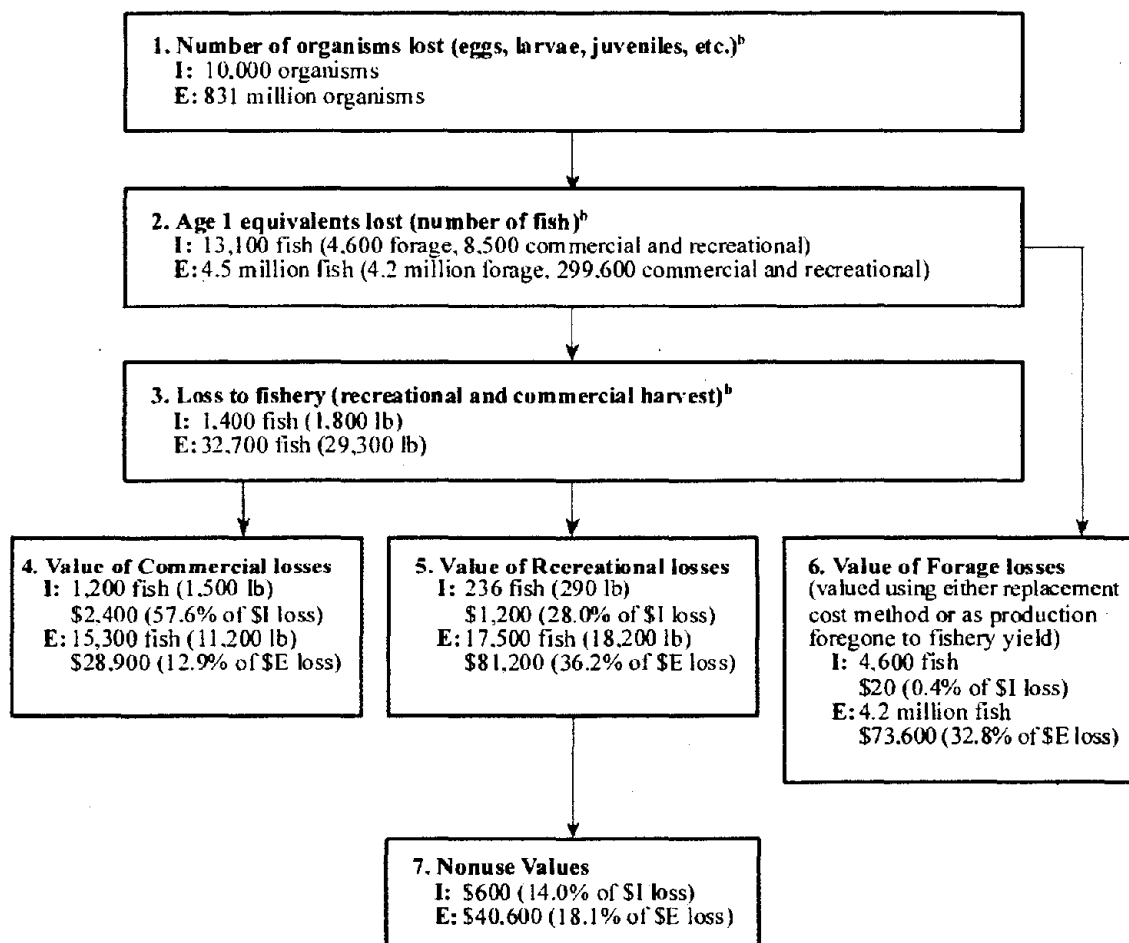 1. Number of organisms lost (eggs, larvae, juveniles, etc.)b
I: 10.000 organisms
E: 831 million organisms
2. Age 1 equivalents lost (number of fish)b
I: 13,100 fish (4.600 forage, 8.500 commercial and recreational)
E: 4.5 million fish (4.2 million forage, 299.600 commercial and recreational)
3. Loss to fishery (recreational and commercial harvest)b
I: 1.400 fish (1.800 lb)
E: 32.700 fish (29,300 lb)
4. Value of Commercial losses
I: 1,200 fish (1.500 lb)
$2,400 (57.6% of $I loss)
E: 15,300 fish (11.200 lb)
$28,900 (12.9% of $E loss)
5. Value of Recreational losses
I: 236 fish (290 lb)
$1,200 (28.0% of $I loss)
E: 17,500 fish (18,200 lb)
$81,200 (36.2% of $E loss)
6. Value of Forage losses
(valued using either replacement
cost method or as production
foregone to fishery yield)
I: 4,600 fish
$20 (0.4% of $I loss)
E: 4.2 million fish
$73.600 (32.8% of $E loss)
7. Nonuse Values
I: $600 (14.0% of $I loss)
E: $40,600 (18.1% of $E loss)